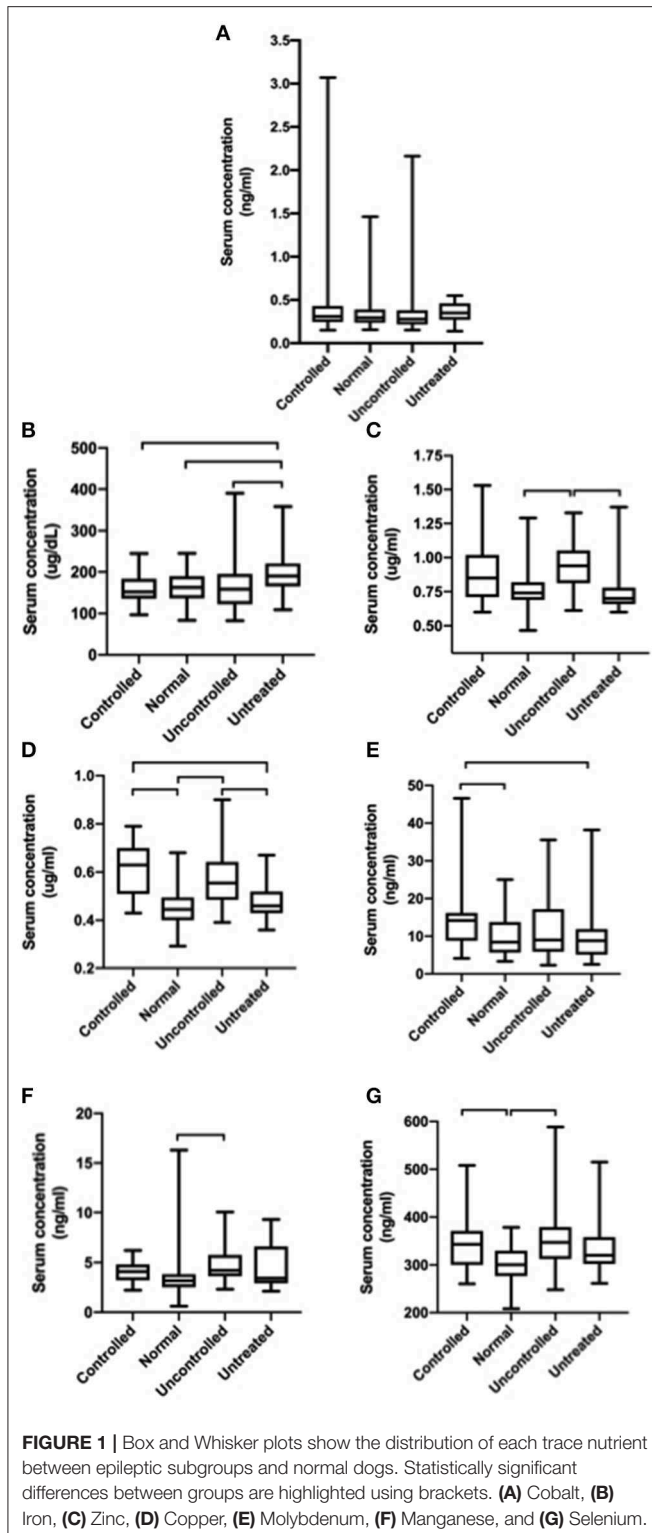 A
Serum concentration
(ng/ml)
3.5
3.0
2.5
2.0
1.5
1.0
0.5
0.0
Controlled
Normal
Uncontrolled
Untreated
B
Serum concentration
(ug/dL)
500
400
300
200
100
0
Controlled
Normal
Uncontrolled
Untreated
C
Serum concentration
(ug/ml)
1.75
1.50
1.25
1.00
0.75
0.50
Controlled
Normal
Uncontrolled
Untreated
D
Serum concentration
(ug/ml)
1.0
0.8
0.6
0.4
0.2
Controlled
Normal
Uncontrolled
Untreated
E
Serum concentration
(ng/ml)
50
40
30
20
10
0
Controlled
Normal
Uncontrolled
Untreated
F
Serum concentration
(ng/ml)
20
15
10
5
0
Controlled
Normal
Uncontrolled
Untreated
G
Serum concentration
(ng/ml)
600
500
400
300
200
Controlled
Normal
Uncontrolled
Untreated
FIGURE 1 | Box and Whisker plots show the distribution of each trace nutrient
between epileptic subgroups and normal dogs. Statistically significant
differences between groups are highlighted using brackets. (A) Cobalt, (B)
Iron, (C) Zinc, (D) Copper, (E) Molybdenum, (F) Manganese, and (G) Selenium.